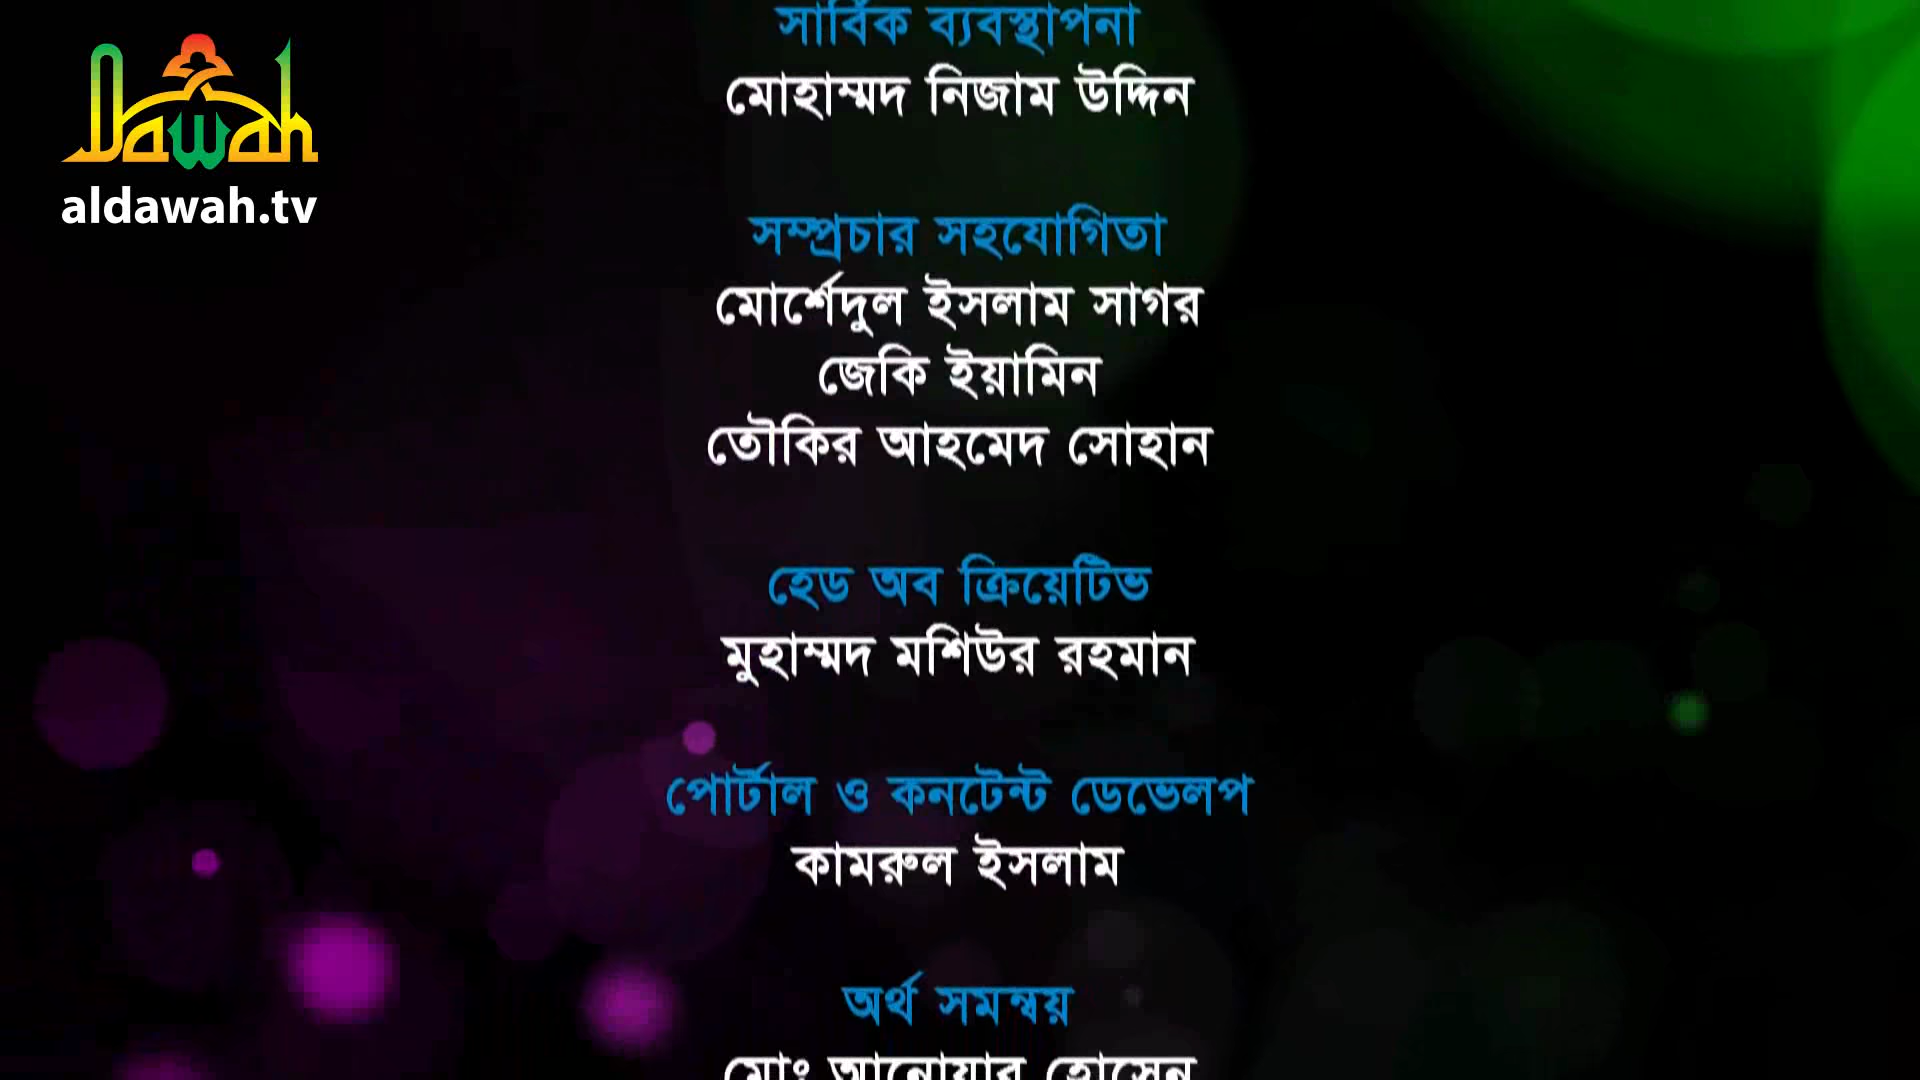 Dawah
aldawah.tv
সার্বিক ব্যবস্থাপনা
মোহাম্মদ নিজাম উদ্দিন
সম্প্রচার সহযোগিতা
মোর্শেদুল ইসলাম সাগর
জেকি ইয়ামিন
তৌকির আহমেদ সোহান
হেড অব ক্রিয়েটিভ
মুহাম্মদ মশিউর রহমান
পোর্টাল ও কনটেন্ট ডেভেলপ
কামরুল ইসলাম
অর্থ সমন্বয়
মোঃ আনোয়ার হোসেন